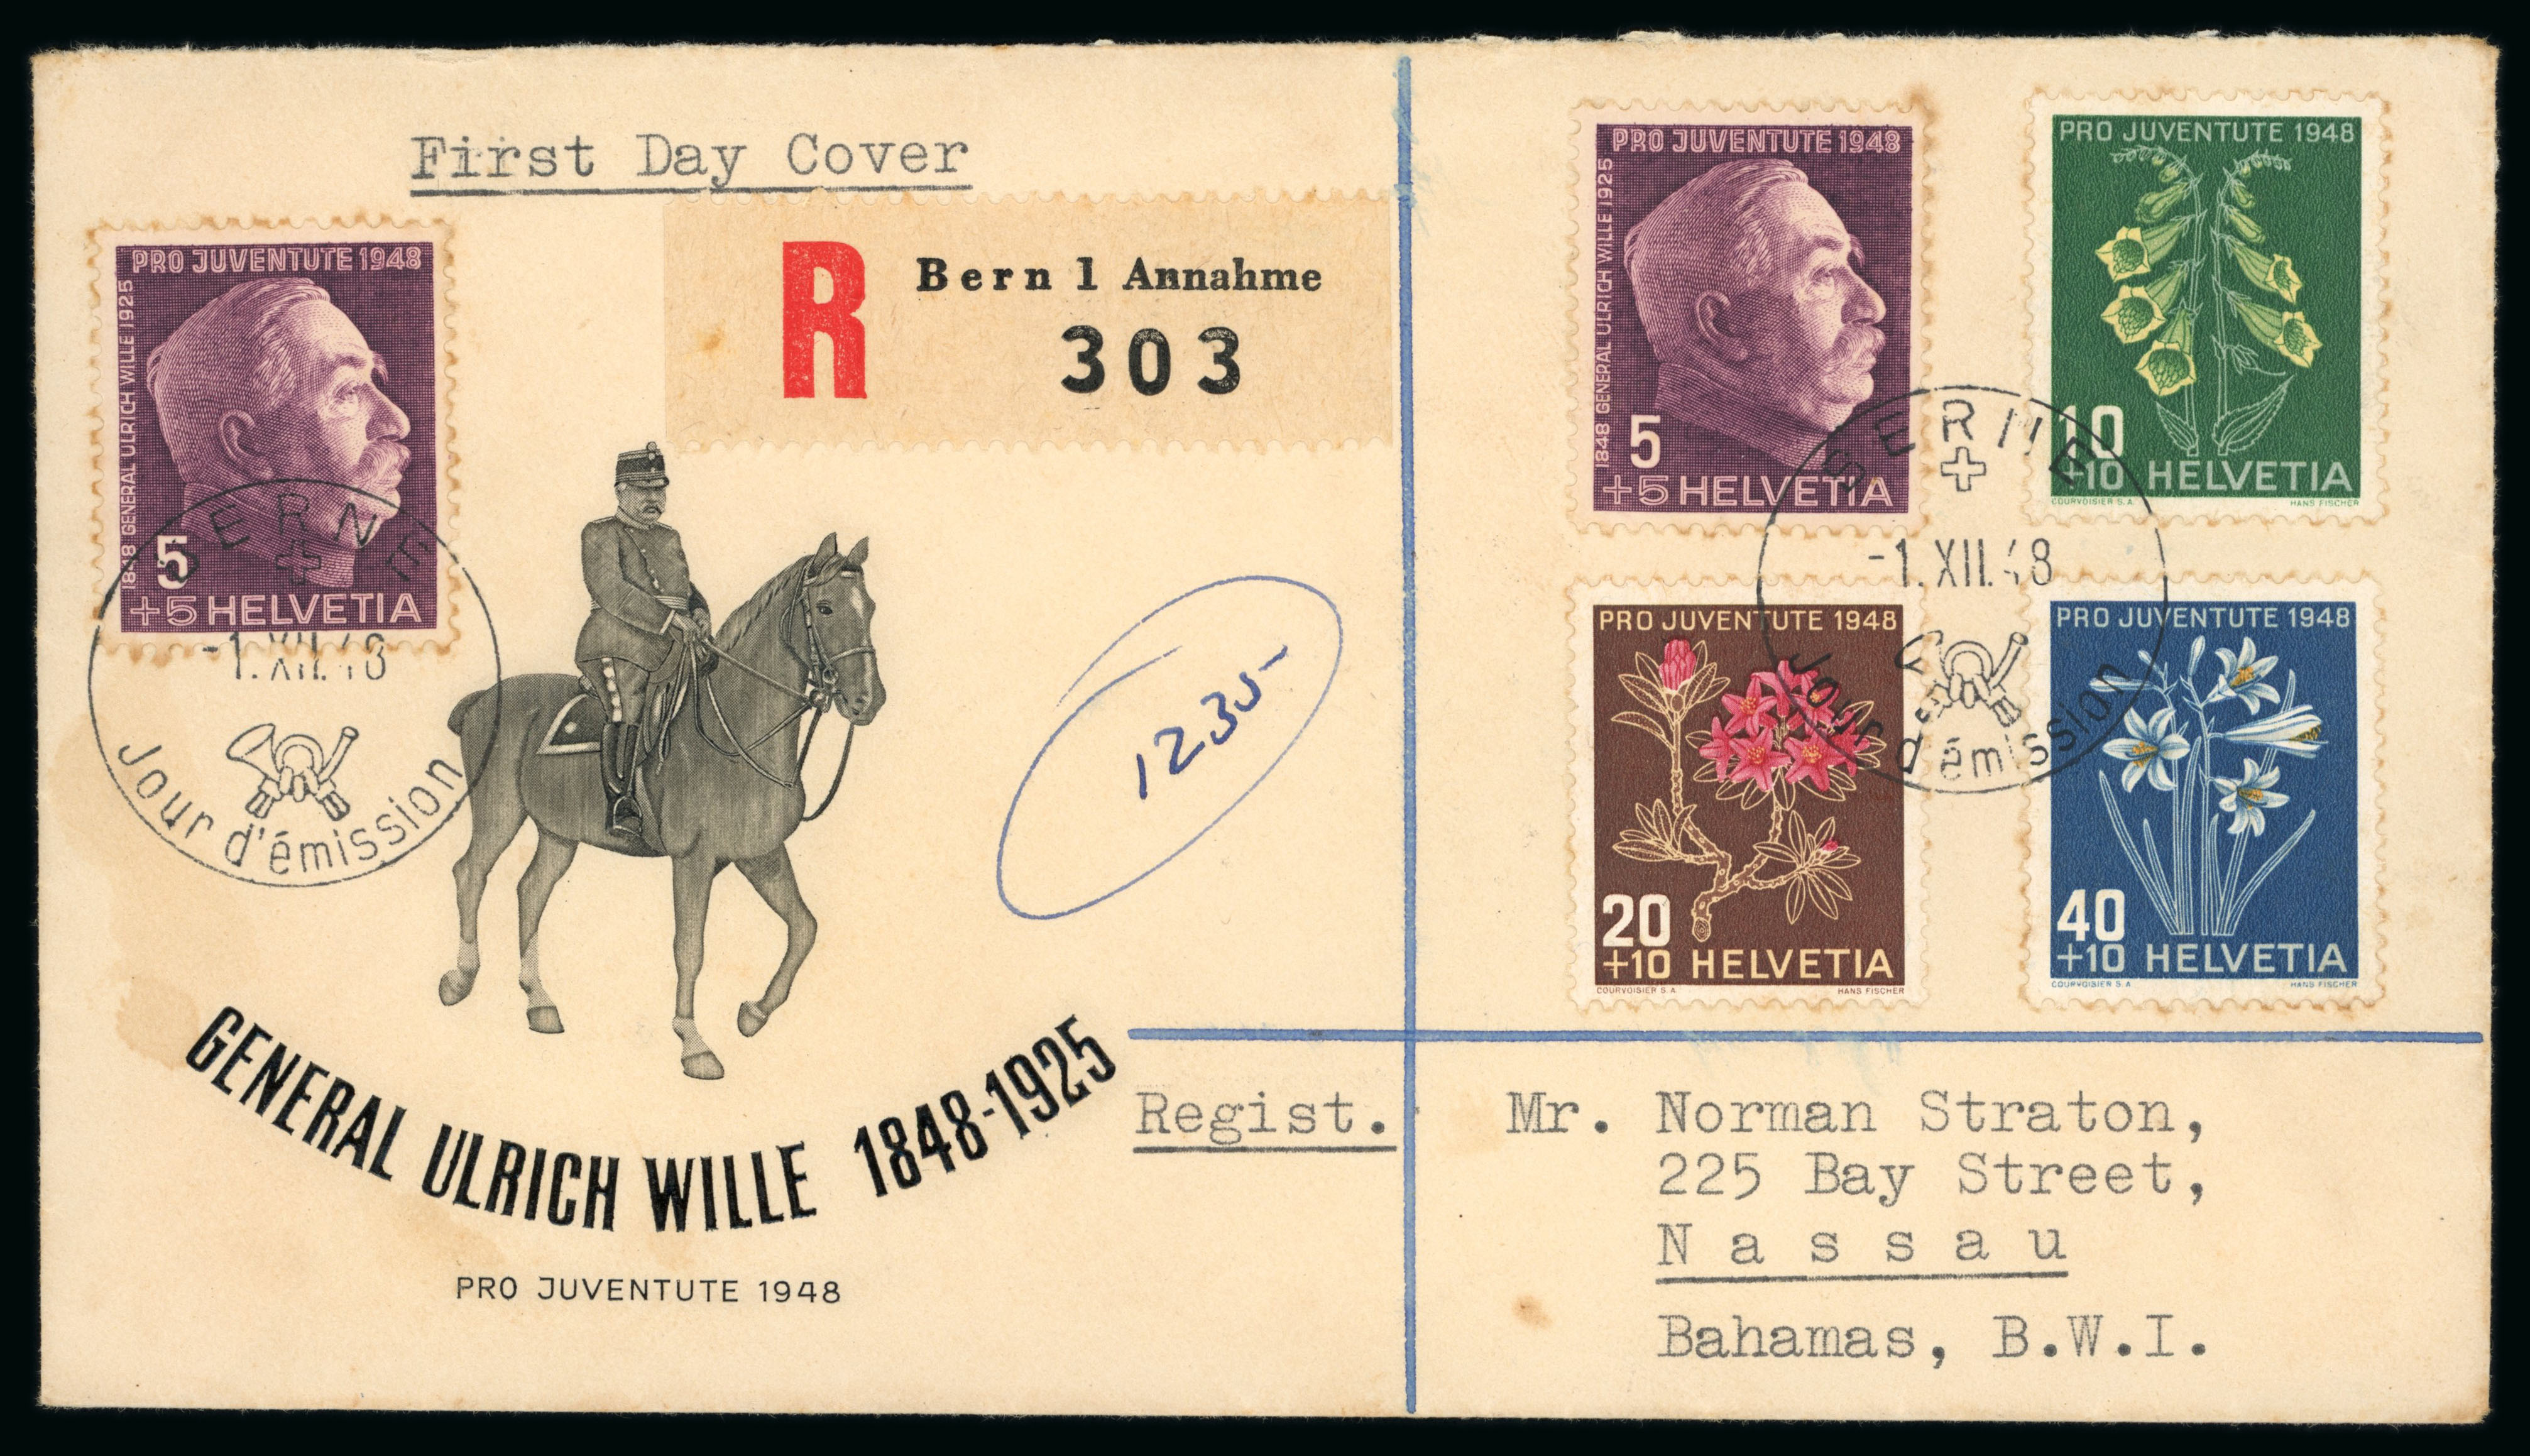 First Day Cover
PRO JUVENTUTE 1948
1848 GENERAL ULRICH WILLE 1925
5
+5 HELVETIA
BERNE
-1.XII.48
Jour d'émission
R
Bern 1 Annahme
303
1235-
GENERAL ULRICH WILLE 1848-1925
PRO JUVENTUTE 1948
PRO JUVENTUTE 1948
1848 GENERAL ULRICH WILLE 1925
5
+5 HELVETIA
PRO JUVENTUTE 1948
10
+10 HELVETIA
COURVOISIER S.A. HANS FISCHER
BERNE
-1.XII.48
Jour d'émission
PRO JUVENTUTE 1948
20
+10 HELVETIA
COURVOISIER S.A. HANS FISCHER
PRO JUVENTUTE 1948
40
+10 HELVETIA
COURVOISIER S.A. HANS FISCHER
Regist.
Mr. Norman Straton,
225 Bay Street,
Nassau
Bahamas, B.W.I.